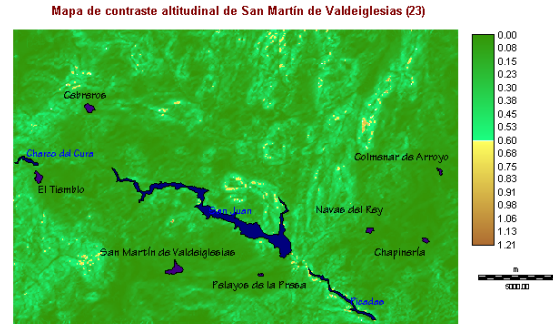 Mapa de contraste altitudinal de San Martín de Valdeiglesias (23)
Cebreros
Charco del Cura
El Tiemblo
Colmenar de Arroyo
San Juan
Navas del Rey
Chapinería
San Martín de Valdeiglesias
Pelayos de la Presa
Picadas
0.00
0.08
0.15
0.23
0.30
0.38
0.45
0.53
0.60
0.68
0.75
0.83
0.91
0.98
1.06
1.13
1.21
m
5000.00